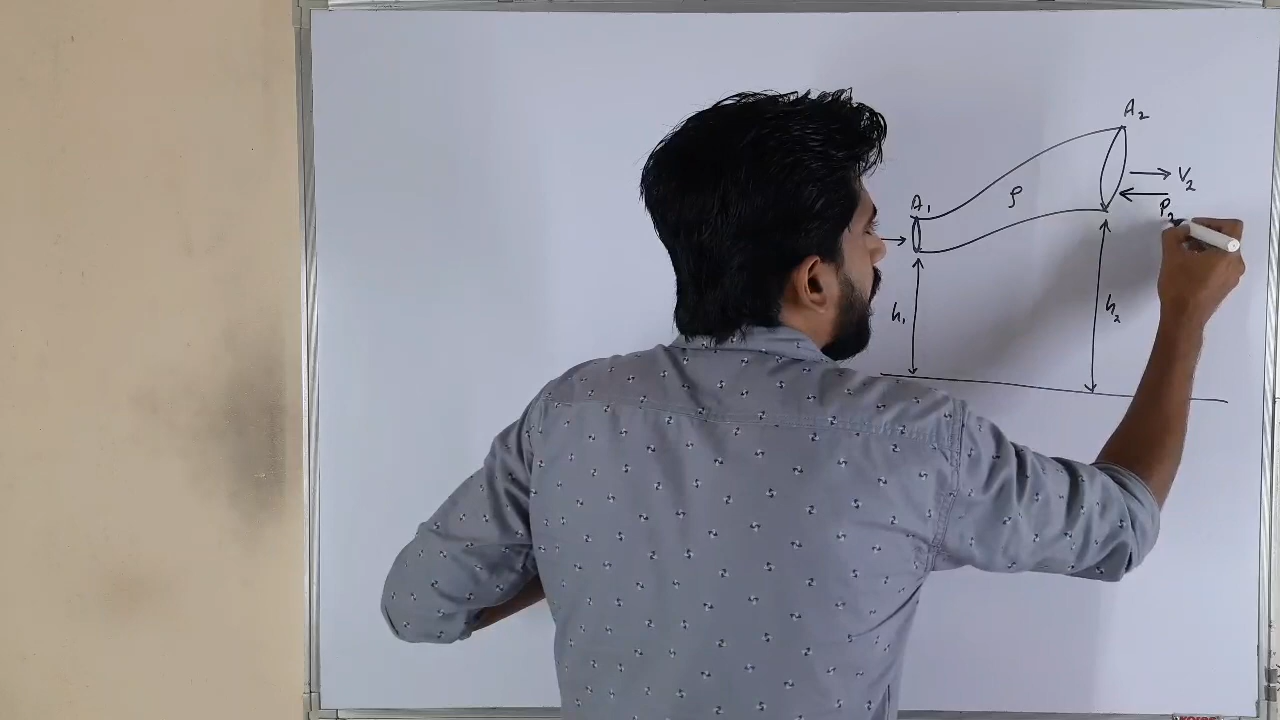 A₂
V₂
P₂
A₁
ρ
h₁
h₂